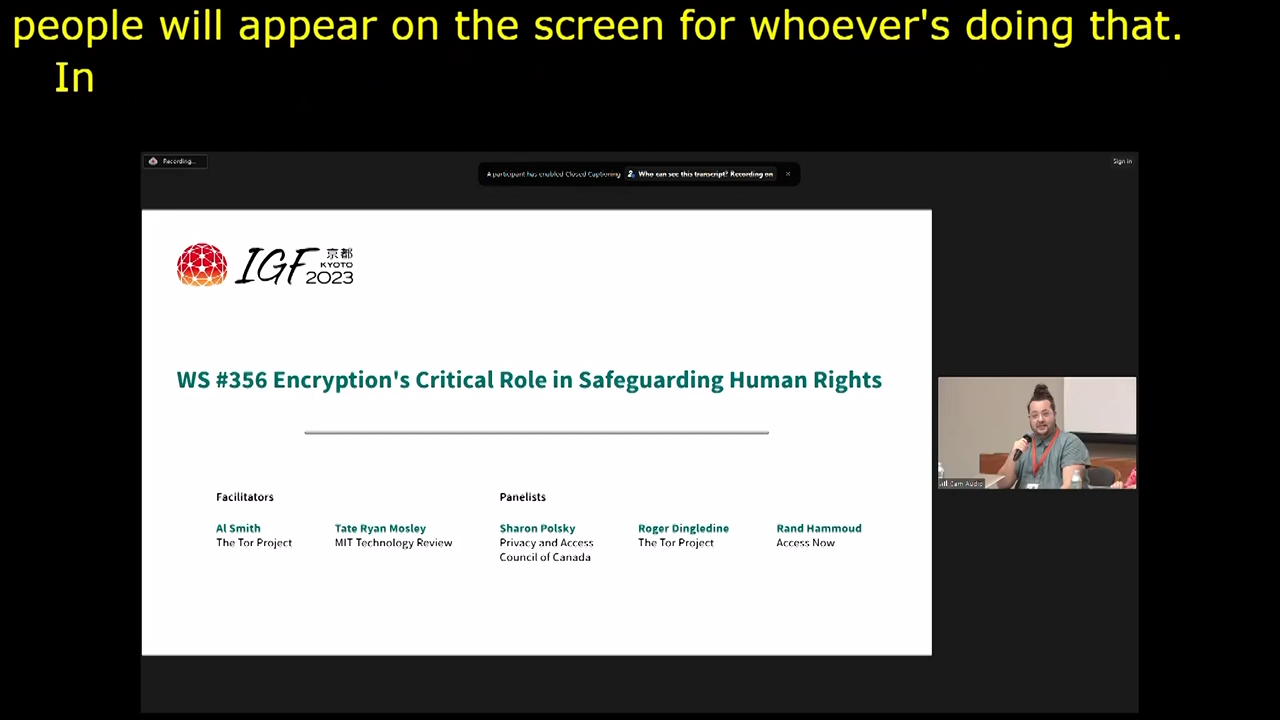 people will appear on the screen for whoever's doing that.
In
Recording...
A participant has enabled Closed Captioning Who can see this transcript? Recording on
Sign in
IGF 京都 KYOTO 2023
WS #356 Encryption's Critical Role in Safeguarding Human Rights
Facilitators
Al Smith
The Tor Project
Tate Ryan Mosley
MIT Technology Review
Panelists
Sharon Polsky
Privacy and Access
Council of Canada
Roger Dingledine
The Tor Project
Rand Hammoud
Access Now
Cam Audio